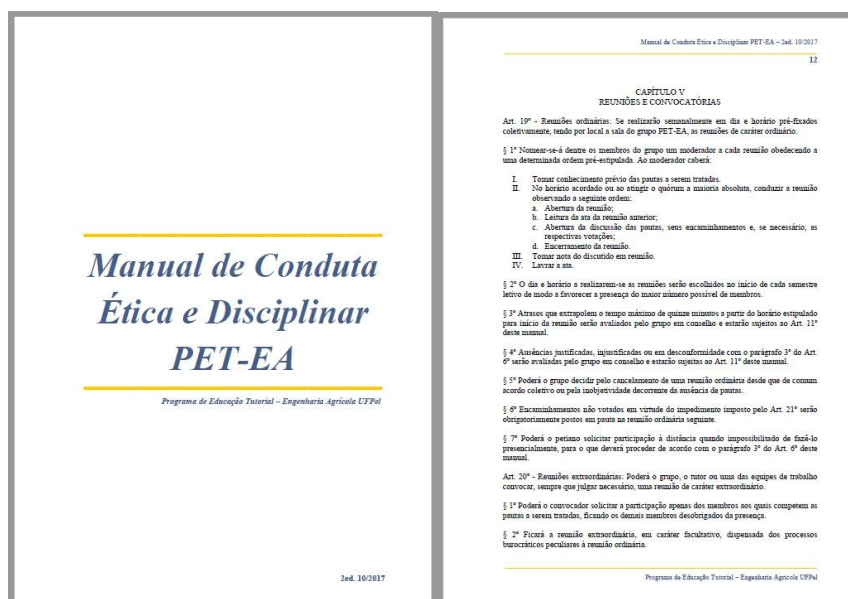 Manual de Conduta
Ética e Disciplinar
PET-EA
Programa de Educação Tutorial – Engenharia Agrícola UFPel
2ed. 10/2017
Manual de Conduta Ética e Disciplinar PET-EA – 2ed. 10/2017
12
CAPÍTULO V
REUNIÕES E CONVOCATÓRIAS
Art. 19º - Reuniões ordinárias: Se realizarão semanalmente em dia e horário pré-fixados
coletivamente, tendo por local a sala do grupo PET-EA, as reuniões de caráter ordinário.
§ 1º Nomear-se-á dentre os membros do grupo um moderador a cada reunião obedecendo a
uma determinada ordem pré-estipulada. Ao moderador caberá:
I. Tomar conhecimento prévio das pautas a serem tratadas.
II. No horário acordado ou ao atingir o quórum a maioria absoluta, conduzir a reunião
observando a seguinte ordem:
a. Abertura da reunião;
b. Leitura da ata da reunião anterior;
c. Abertura da discussão das pautas, seus encaminhamentos e, se necessário, as
respectivas votações;
d. Encerramento da reunião.
III. Tomar nota do discutido em reunião.
IV. Lavrar a ata.
§ 2º O dia e horário a realizarem-se as reuniões serão escolhidos no início de cada semestre
letivo de modo a favorecer a presença do maior número possível de membros.
§ 3º Atrasos que extrapolem o tempo máximo de quinze minutos a partir do horário estipulado
para início da reunião serão avaliados pelo grupo em conselho e estarão sujeitos ao Art. 11º
deste manual.
§ 4º Ausências justificadas, injustificadas ou em desconformidade com o parágrafo 3º do Art.
6º serão avaliadas pelo grupo em conselho e estarão sujeitas ao Art. 11º deste manual.
§ 5º Poderá o grupo decidir pelo cancelamento de uma reunião ordinária desde que de comum
acordo coletivo ou pela inobjetividade decorrente da ausência de pautas.
§ 6º Encaminhamentos não votados em virtude do impedimento imposto pelo Art. 21º serão
obrigatoriamente postos em pauta na reunião ordinária seguinte.
§ 7º Poderá o petiano solicitar participação à distância quando impossibilitado de fazê-lo
presencialmente, para o que deverá proceder de acordo com o parágrafo 3º do Art. 6º deste
manual.
Art. 20º - Reuniões extraordinárias: Poderá o grupo, o tutor ou uma das equipes de trabalho
convocar, sempre que julgar necessário, uma reunião de caráter extraordinário.
§ 1º Poderá o convocador solicitar a participação apenas dos membros aos quais competem as
pautas a serem tratadas, ficando os demais membros desobrigados da presença.
§ 2º Ficará a reunião extraordinária, em caráter facultativo, dispensada dos processos
burocráticos peculiares à reunião ordinária.
Programa de Educação Tutorial – Engenharia Agrícola UFPel